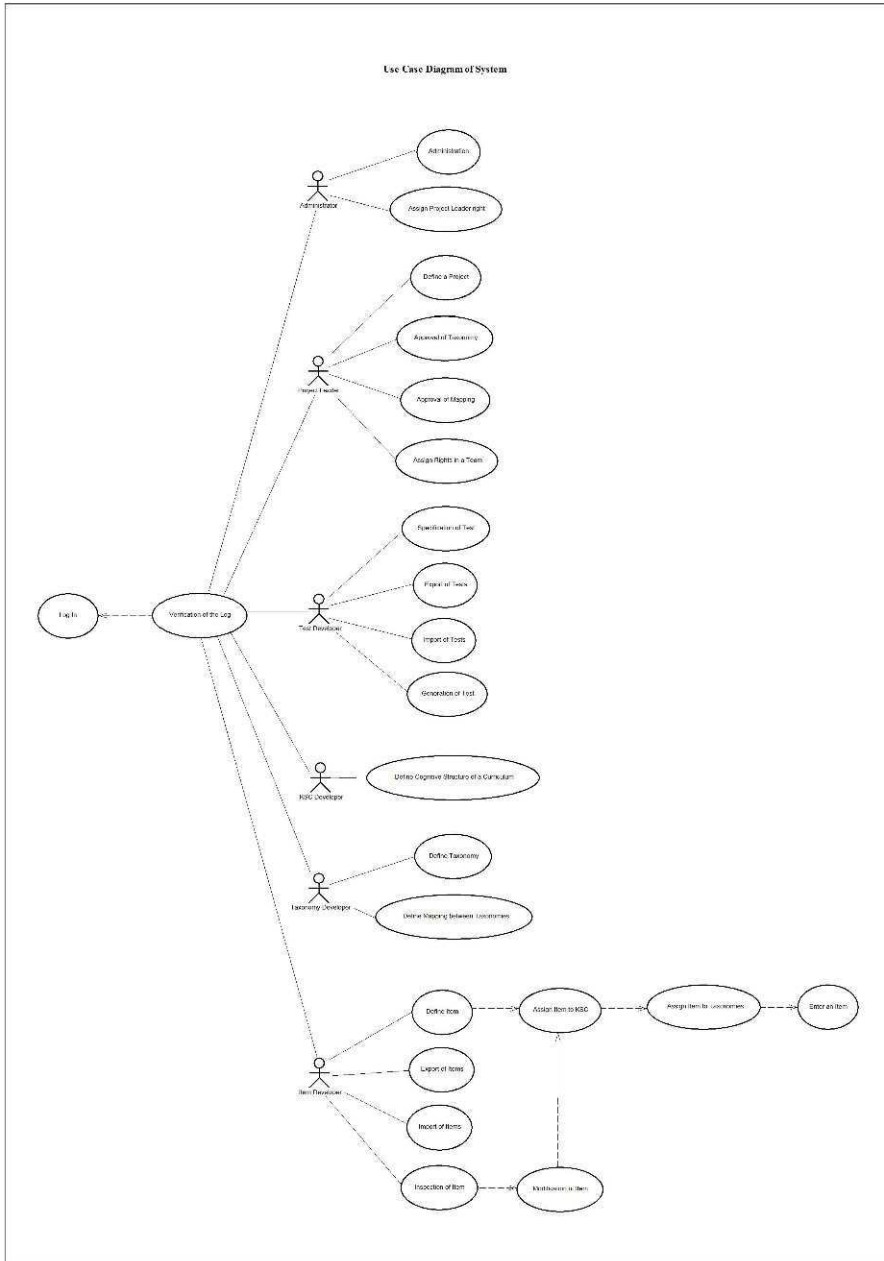 Use Case Diagram of System
Administration
Administrator
Assign Project Leader right
Define a Project
Approval of Taxonomy
Project Leader
Approval of Mapping
Assign Rights in a Team
Specification of Test
Export of Tests
Log In
Verification of the Log
Test Developer
Import of Tests
Generation of Test
Define Cognitive Structure of a Curuculum
KSC Developer
Define Taxonomy
Taxonomy Developer
Define Mapping between Taxonomies
Define Item
Assign Item to KSC
Assign Item to Taxonomies
Enter an Item
Export of Items
Item Developer
Import of Items
Inspection of Item
Modification of Item